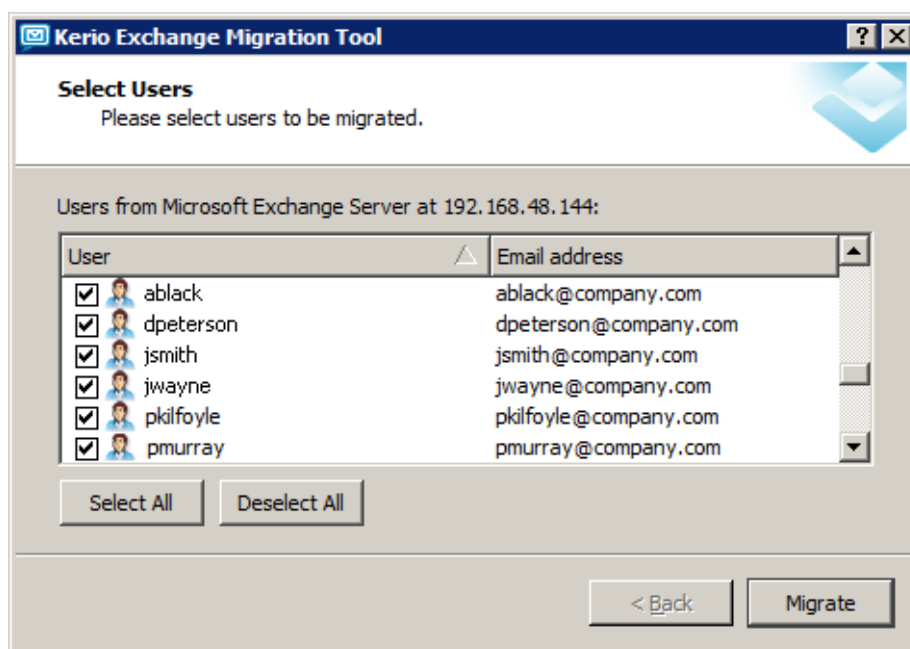 Kerio Exchange Migration Tool
Select Users
Please select users to be migrated.
Users from Microsoft Exchange Server at 192.168.48.144:
User Email address
ablack ablack@company.com
dpeterson dpeterson@company.com
jsmith jsmith@company.com
jwayne jwayne@company.com
pkilfoyle pkilfoyle@company.com
pmurray pmurray@company.com
Select All Deselect All
< Back Migrate